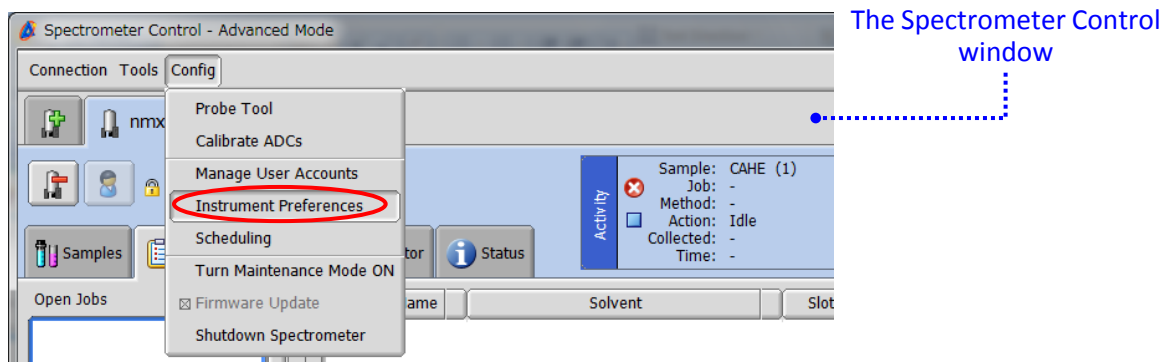 Spectrometer Control - Advanced Mode
The Spectrometer Control
window
Connection Tools Config
Probe Tool
Calibrate ADCs
Manage User Accounts
Instrument Preferences
Scheduling
Turn Maintenance Mode ON
Firmware Update
Shutdown Spectrometer
nmx
Activity
Sample: CAHE (1)
Job: -
Method: -
Action: Idle
Collected: -
Time: -
Samples
tor
Status
Open Jobs
ame
Solvent
Slot